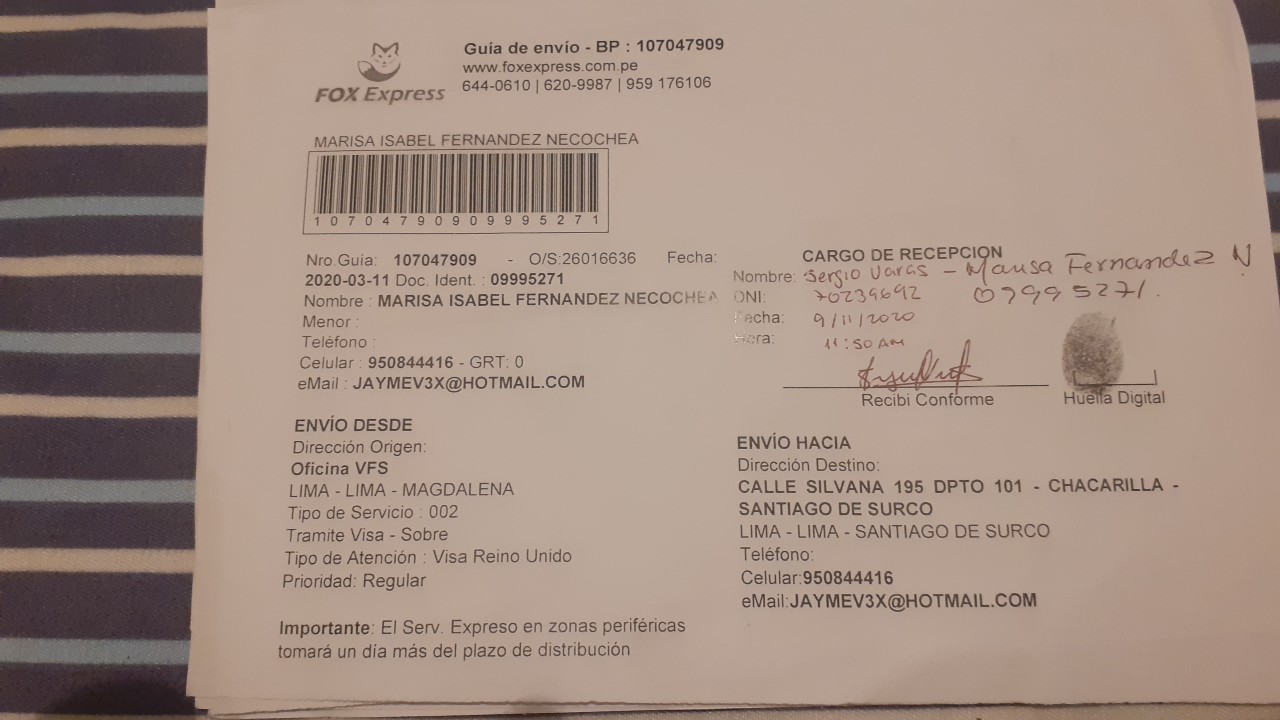 FOX Express
Guía de envío - BP : 107047909
www.foxexpress.com.pe
644-0610 | 620-9987 | 959 176106
MARISA ISABEL FERNANDEZ NECOCHEA
10704790909995271
Nro.Guia: 107047909 - O/S:26016636 Fecha:
2020-03-11 Doc. Ident. : 09995271
Nombre : MARISA ISABEL FERNANDEZ NECOCHEA
Menor :
Teléfono :
Celular : 950844416 - GRT: 0
eMail : JAYMEV3X@HOTMAIL.COM
CARGO DE RECEPCION
Nombre: Sergio Varas - Marisa Fernandez N
DNI: 70239692 09995271.
Fecha: 9/11/2020
Hora: 11:50 AM
Recibi Conforme
Huella Digital
ENVÍO DESDE
Dirección Origen:
Oficina VFS
LIMA - LIMA - MAGDALENA
Tipo de Servicio : 002
Tramite Visa - Sobre
Tipo de Atención : Visa Reino Unido
Prioridad: Regular
ENVÍO HACIA
Dirección Destino:
CALLE SILVANA 195 DPTO 101 - CHACARILLA -
SANTIAGO DE SURCO
LIMA - LIMA - SANTIAGO DE SURCO
Teléfono:
Celular:950844416
eMail:JAYMEV3X@HOTMAIL.COM
Importante: El Serv. Expreso en zonas periféricas
tomará un día más del plazo de distribución